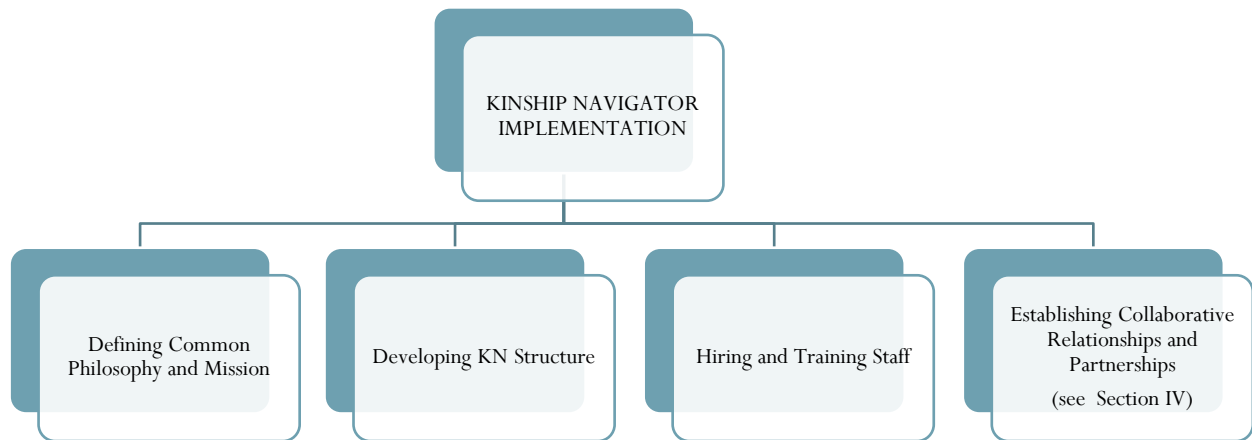 KINSHIP NAVIGATOR
IMPLEMENTATION
Defining Common
Philosophy and Mission
Developing KN Structure
Hiring and Training Staff
Establishing Collaborative
Relationships and
Partnerships
(see Section IV)